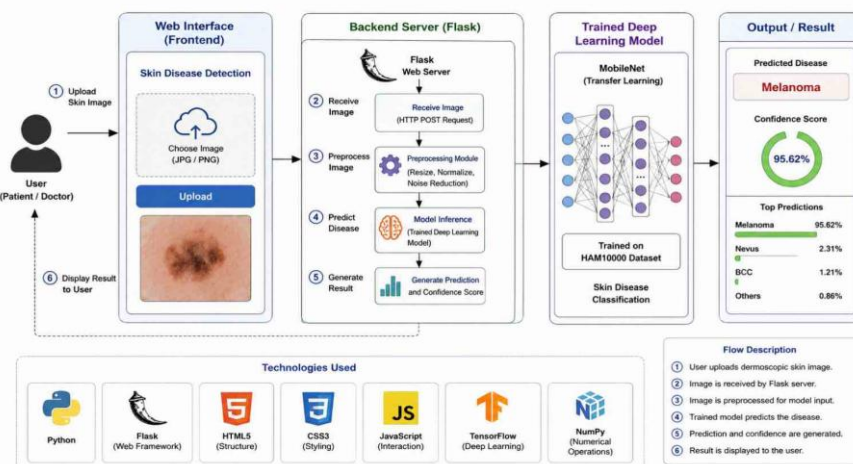 1
Upload
Skin Image
User
(Patient / Doctor)
6
Display Result
to User
Web Interface
(Frontend)
Skin Disease Detection
Choose Image
(JPG / PNG)
Upload
Backend Server (Flask)
Flask
Web Server
2
Receive
Image
Receive Image
(HTTP POST Request)
3
Preprocess
Image
Preprocessing Module
(Resize, Normalize,
Noise Reduction)
4
Predict
Disease
Model Inference
(Trained Deep Learning
Model)
5
Generate
Result
Generate Prediction
and Confidence Score
Trained Deep
Learning Model
MobileNet
(Transfer Learning)
...
...
Trained on
HAM10000 Dataset
Skin Disease
Classification
Output / Result
Predicted Disease
Melanoma
Confidence Score
95.62%
Top Predictions
Melanoma 95.62%
Nevus 2.31%
BCC 1.21%
Others 0.86%
Technologies Used
Python
Flask
(Web Framework)
5
HTML5
(Structure)
3
CSS3
(Styling)
JS
JavaScript
(Interaction)
TensorFlow
(Deep Learning)
N
NumPy
(Numerical
Operations)
Flow Description
1 User uploads dermoscopic skin image.
2 Image is received by Flask server.
3 Image is preprocessed for model input.
4 Trained model predicts the disease.
5 Prediction and confidence are generated.
6 Result is displayed to the user.